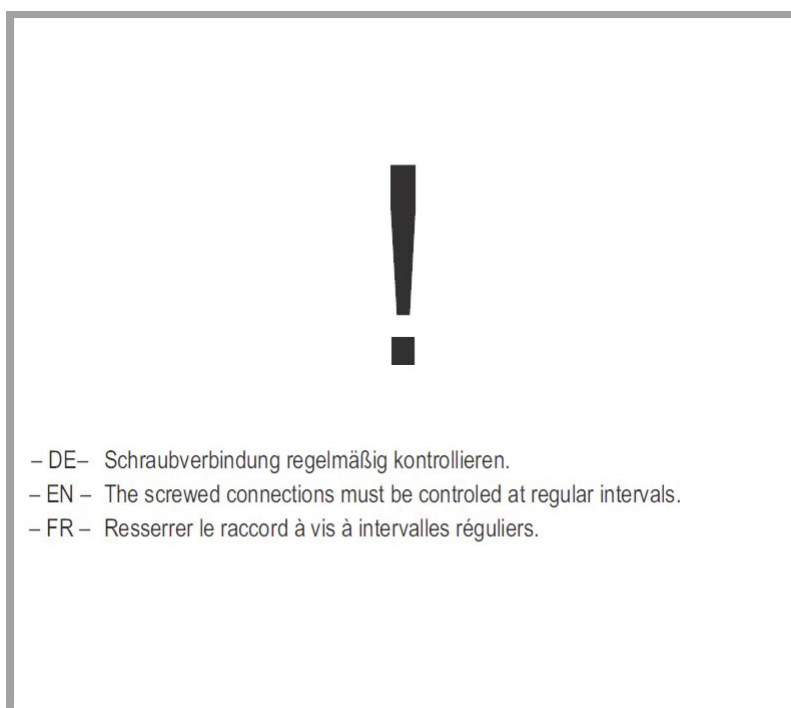 !
– DE– Schraubverbindung regelmäßig kontrollieren.
– EN – The screwed connections must be controled at regular intervals.
– FR – Resserrer le raccord à vis à intervalles réguliers.